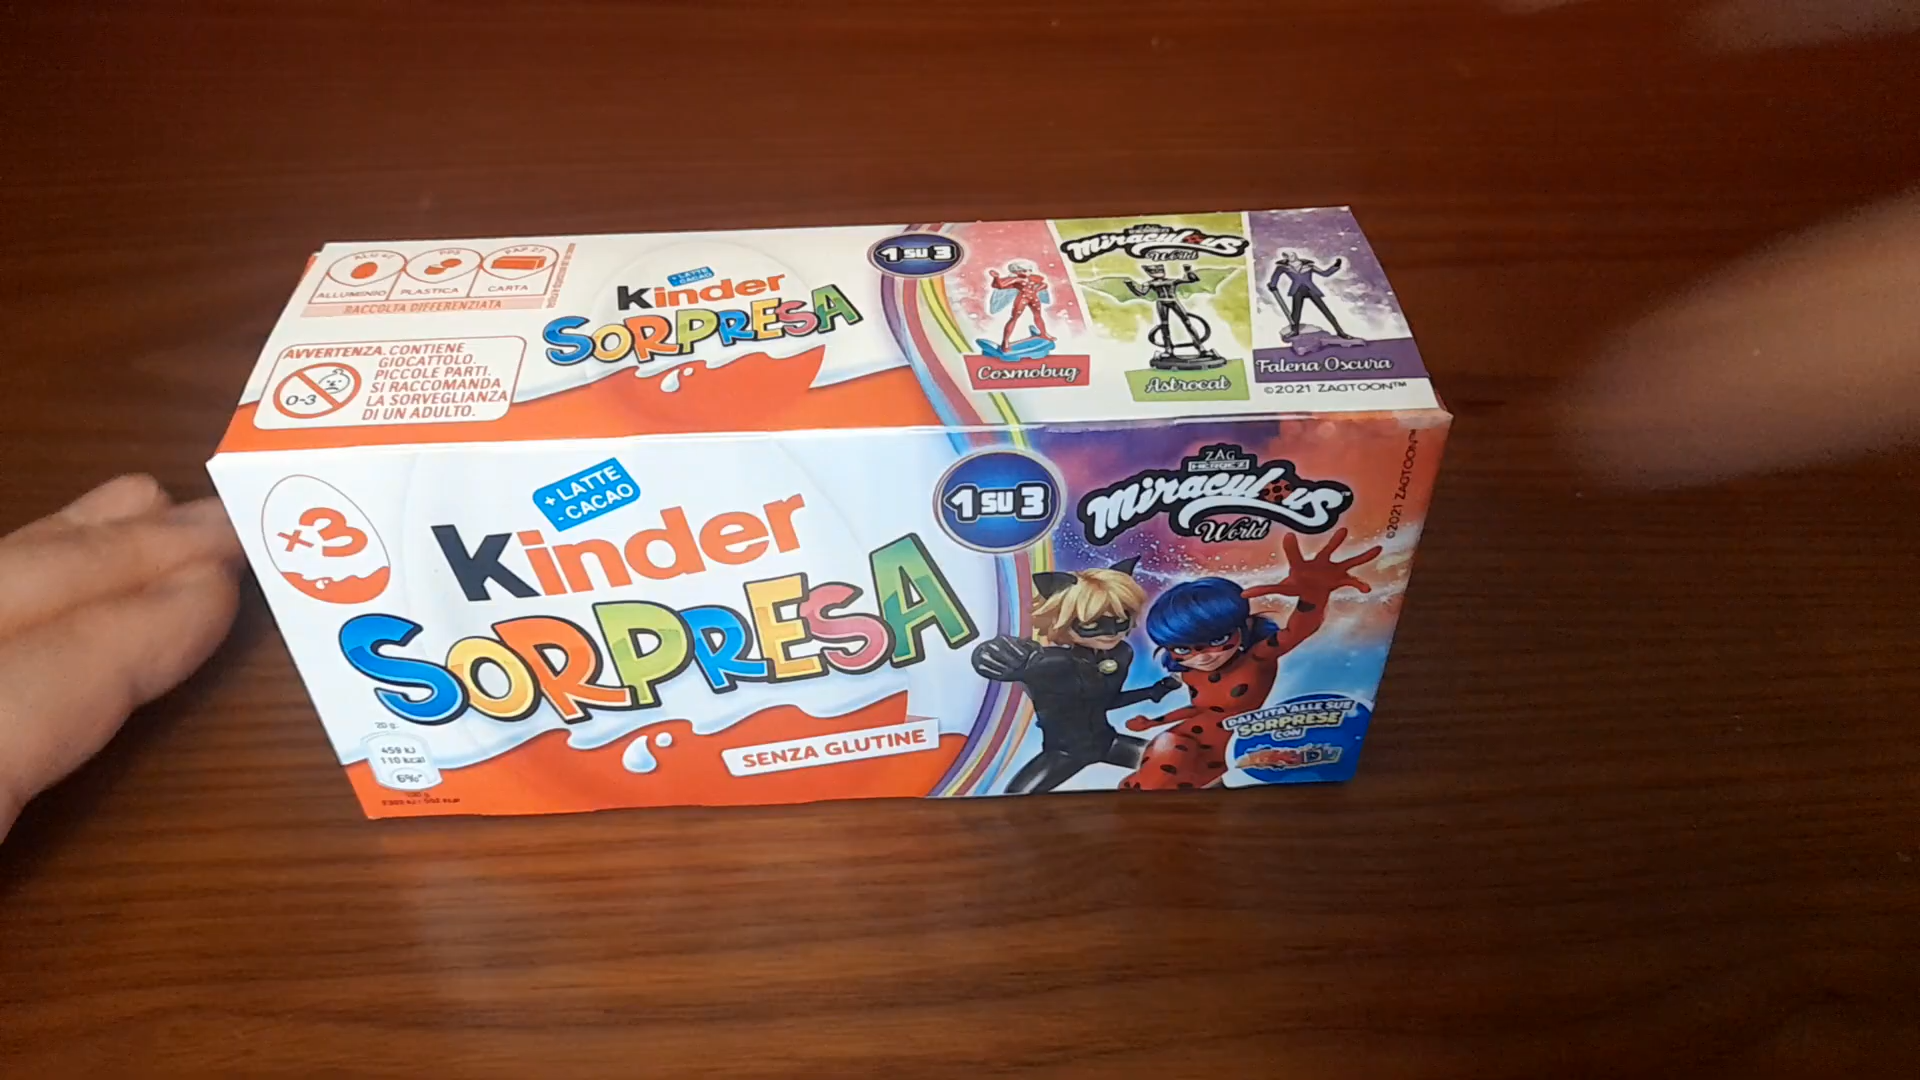 ALLUMINIO
PLASTICA
CARTA
RACCOLTA DIFFERENZIATA
AVVERTENZA. CONTIENE
GIOCATTOLO.
PICCOLE PARTI.
SI RACCOMANDA
LA SORVEGLIANZA
DI UN ADULTO.
0-3
+ LATTE
- CACAO
kinder
SORPRESA
1 SU 3
Miraculous
World
Cosmobug
Astrocat
Falena Oscura
©2021 ZAGTOON™
x3
+ LATTE
- CACAO
kinder
SORPRESA
SENZA GLUTINE
20 g
459 kJ
110 kcal
6%*
1 SU 3
ZAG
HEROEZ
Miraculous™
World
©2021 ZAGTOON™
DAI VITA ALLE SUE
SORPRESE
CON